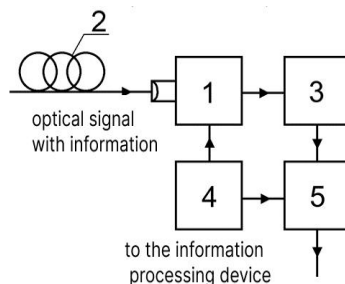 2
1
3
optical signal
with information
4
5
to the information
processing device